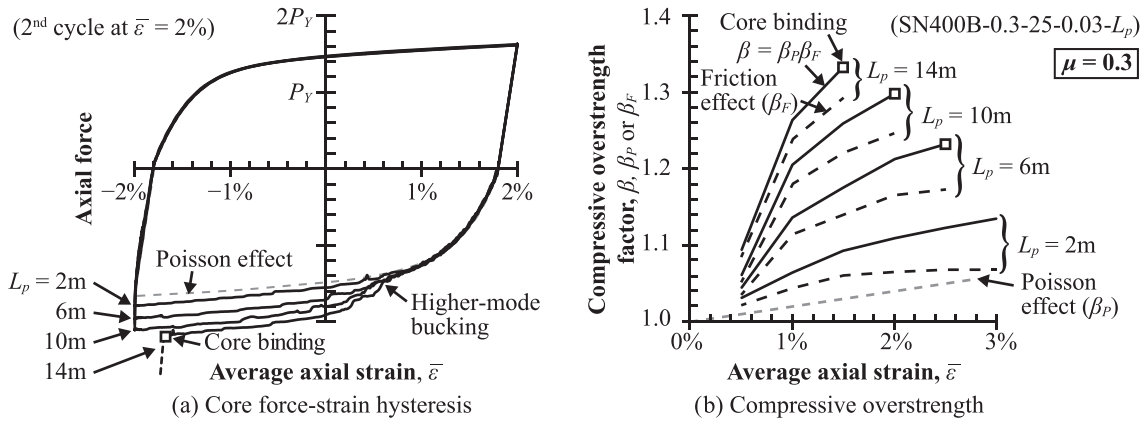 (2nd cycle at ε̅ = 2%)
2P_Y
P_Y
Axial force
−2%
−1%
1%
2%
Poisson effect
L_p = 2m
6m
10m
14m
Higher-mode
bucking
Core binding
Average axial strain, ε̅
(a) Core force-strain hysteresis
1.4
1.3
1.2
1.1
1.0
Compressive overstrength
factor, β, β_P or β_F
Core binding
β = β_Pβ_F
Friction
effect (β_F)
(SN400B-0.3-25-0.03-L_p)
μ = 0.3
L_p = 14m
L_p = 10m
L_p = 6m
L_p = 2m
Poisson
effect (β_P)
0%
1%
2%
3%
Average axial strain, ε̅
(b) Compressive overstrength